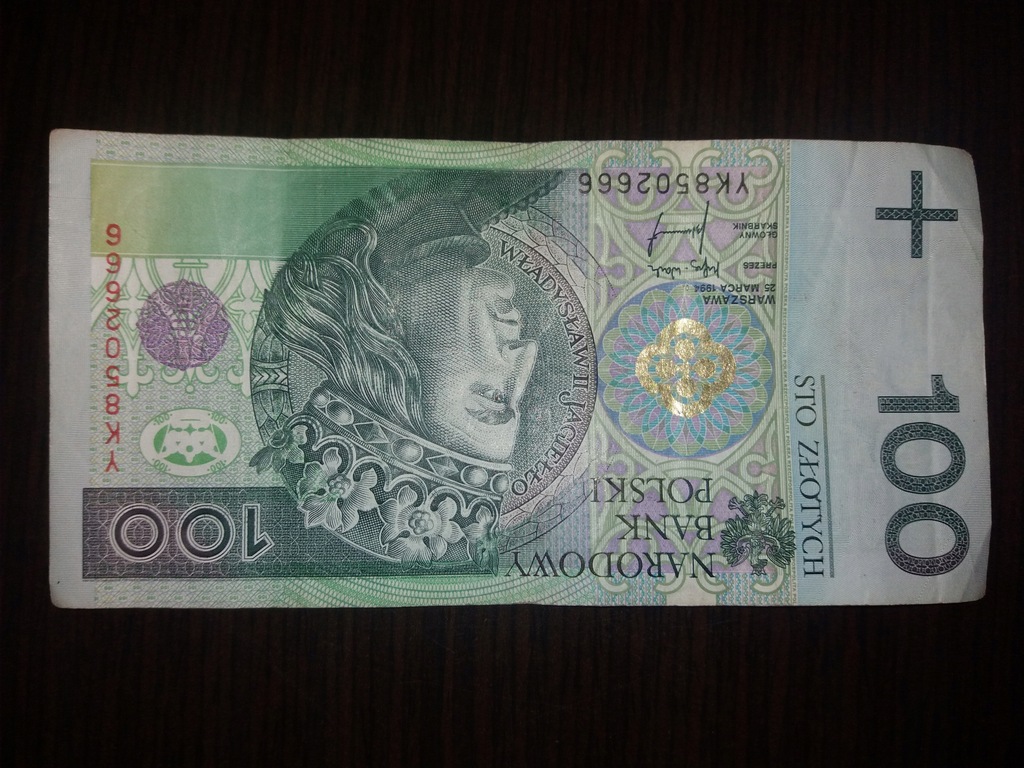 NARODOWY
BANK
POLSKI
100
WŁADYSŁAW II JAGIEŁŁO
WARSZAWA
25 MARCA 1994
PREZES
GŁÓWNY
SKARBNIK
YK8502666
YK8502666
STO ZŁOTYCH
100